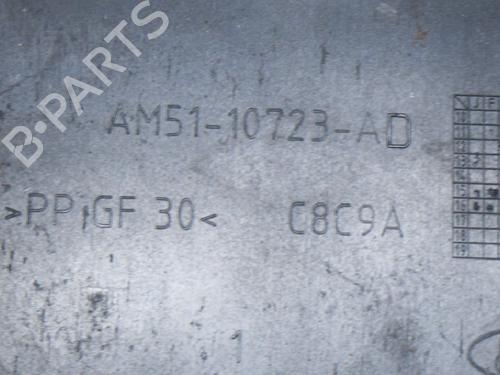 B-PARTS
AM51-10723-AD
>PP GF 30< C8C9A